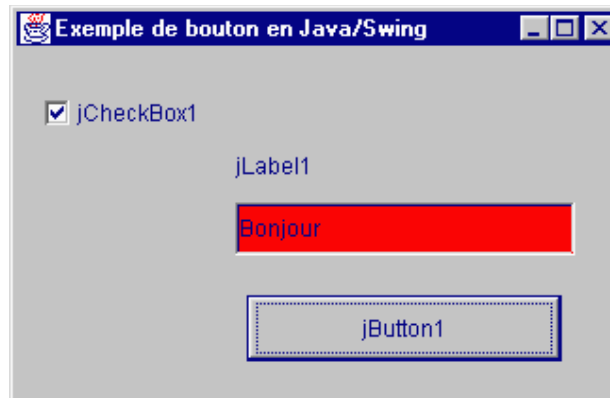 Exemple de bouton en Java/Swing
jCheckBox1
jLabel1
Bonjour
jButton1